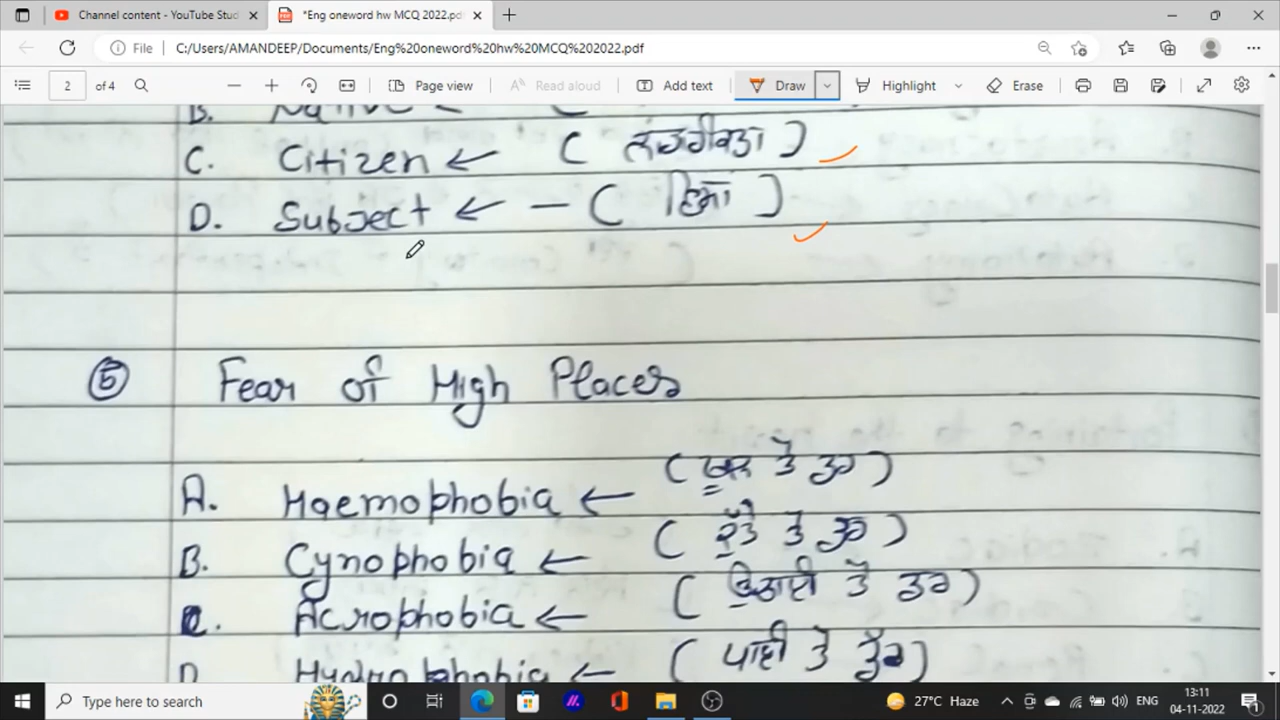 Channel content - YouTube Stud
*Eng oneword hw MCQ 2022.pdf
File C:/Users/AMANDEEP/Documents/Eng%20oneword%20hw%20MCQ%202022.pdf
2 of 4 Page view Read aloud Add text Draw Highlight Erase
B. Native ←
C. Citizen ← ( )
D. Subject ← – ( )
5 Fear of High Places
A. Haemophobia ← (ਖੂਨ ਤੋਂ ਡਰ)
B. Cynophobia ← (ਕੁੱਤੇ ਤੋਂ ਡਰ)
C. Acrophobia ← (ਉਚਾਈ ਤੋਂ ਡਰ)
D. Hydrophobia ← (ਪਾਣੀ ਤੋਂ ਡਰ)
Type here to search 27°C Haze ENG 13:11
04-11-2022